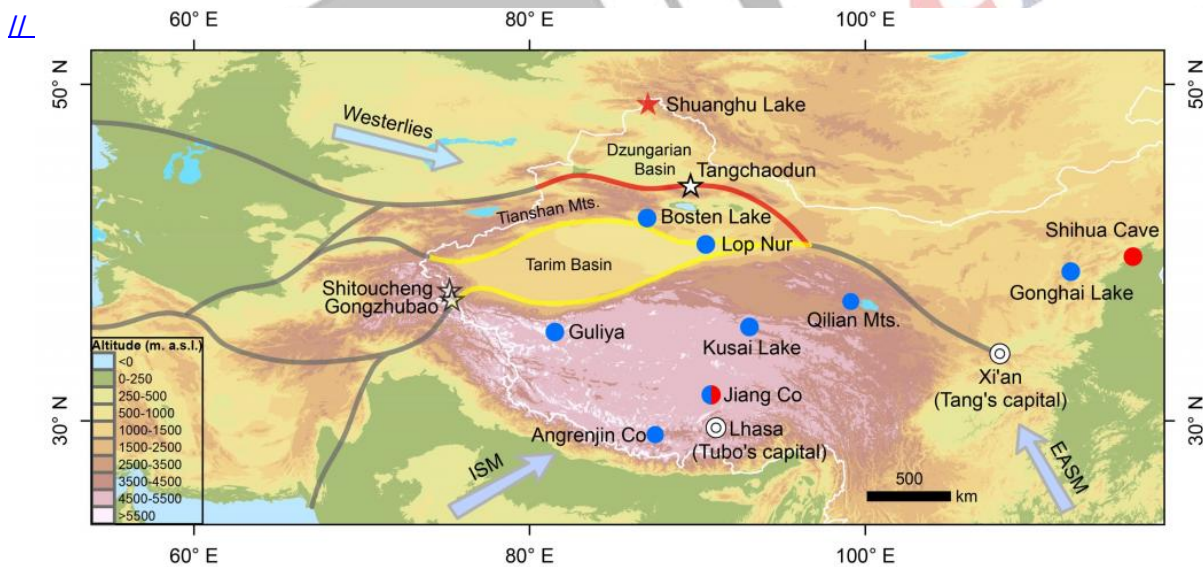 //
60° E 80° E 100° E
50° N 50° N
Westerlies
Shuanghu Lake
Dzungarian
Basin
Tangchaodun
Tianshan Mts.
Bosten Lake
Lop Nur
Shihua Cave
Tarim Basin
Gonghai Lake
Shitoucheng
Gongzhubao
Qilian Mts.
Guliya
Kusai Lake
Xi'an
(Tang's capital)
Jiang Co
30° N 30° N
Angrenjin Co
Lhasa
(Tubo's capital)
ISM
EASM
500
km
Altitude (m. a.s.l.)
<0
0-250
250-500
500-1000
1000-1500
1500-2500
2500-3500
3500-4500
4500-5500
>5500
60° E 80° E 100° E